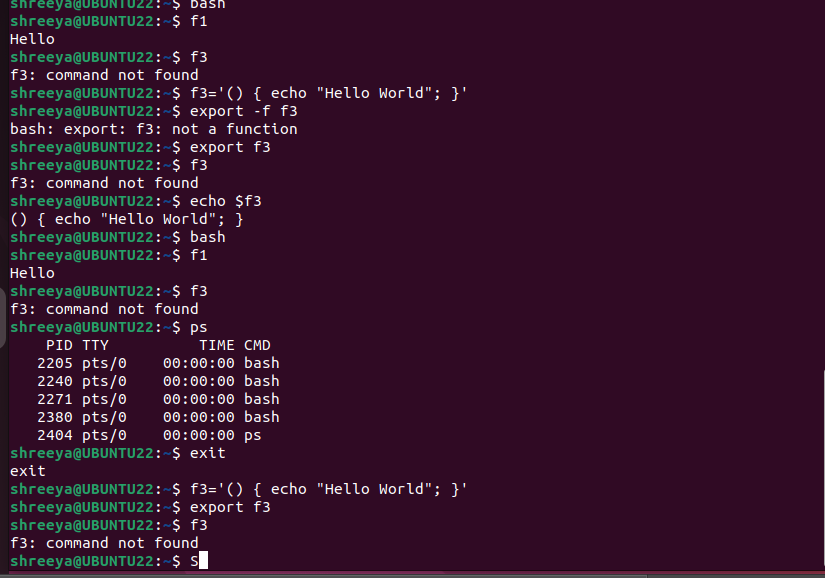 shreeya@UBUNTU22:~$ bash
shreeya@UBUNTU22:~$ f1
Hello
shreeya@UBUNTU22:~$ f3
f3: command not found
shreeya@UBUNTU22:~$ f3='() { echo "Hello World"; }'
shreeya@UBUNTU22:~$ export -f f3
bash: export: f3: not a function
shreeya@UBUNTU22:~$ export f3
shreeya@UBUNTU22:~$ f3
f3: command not found
shreeya@UBUNTU22:~$ echo $f3
() { echo "Hello World"; }
shreeya@UBUNTU22:~$ bash
shreeya@UBUNTU22:~$ f1
Hello
shreeya@UBUNTU22:~$ f3
f3: command not found
shreeya@UBUNTU22:~$ ps
    PID TTY          TIME CMD
   2205 pts/0    00:00:00 bash
   2240 pts/0    00:00:00 bash
   2271 pts/0    00:00:00 bash
   2380 pts/0    00:00:00 bash
   2404 pts/0    00:00:00 ps
shreeya@UBUNTU22:~$ exit
exit
shreeya@UBUNTU22:~$ f3='() { echo "Hello World"; }'
shreeya@UBUNTU22:~$ export f3
shreeya@UBUNTU22:~$ f3
f3: command not found
shreeya@UBUNTU22:~$ S